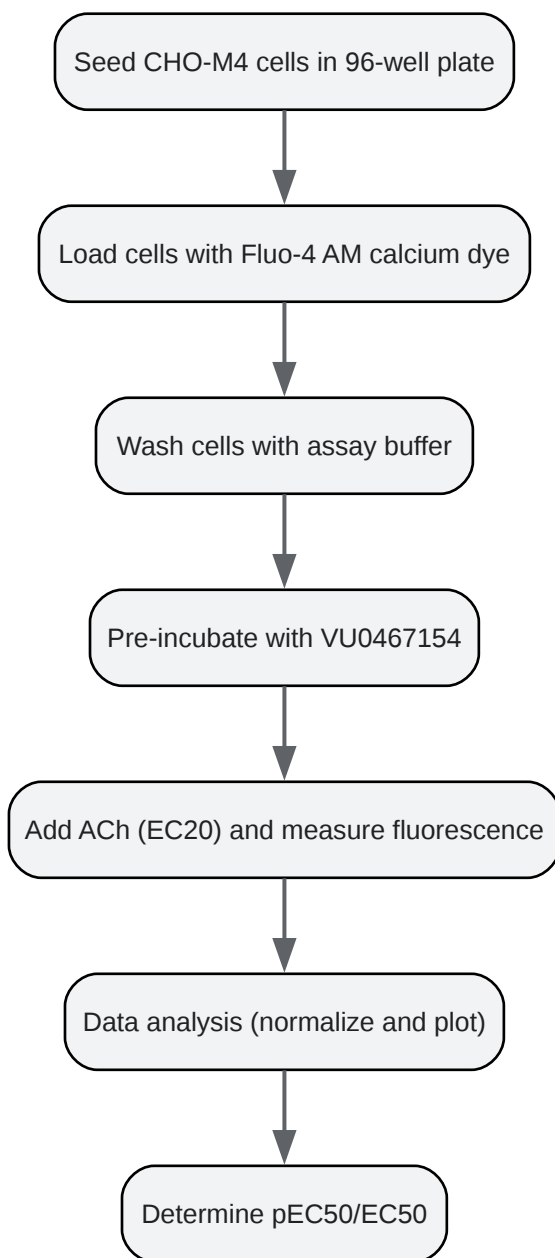 Seed CHO-M4 cells in 96-well plate
Load cells with Fluo-4 AM calcium dye
Wash cells with assay buffer
Pre-incubate with VU0467154
Add ACh (EC20) and measure fluorescence
Data analysis (normalize and plot)
Determine pEC50/EC50